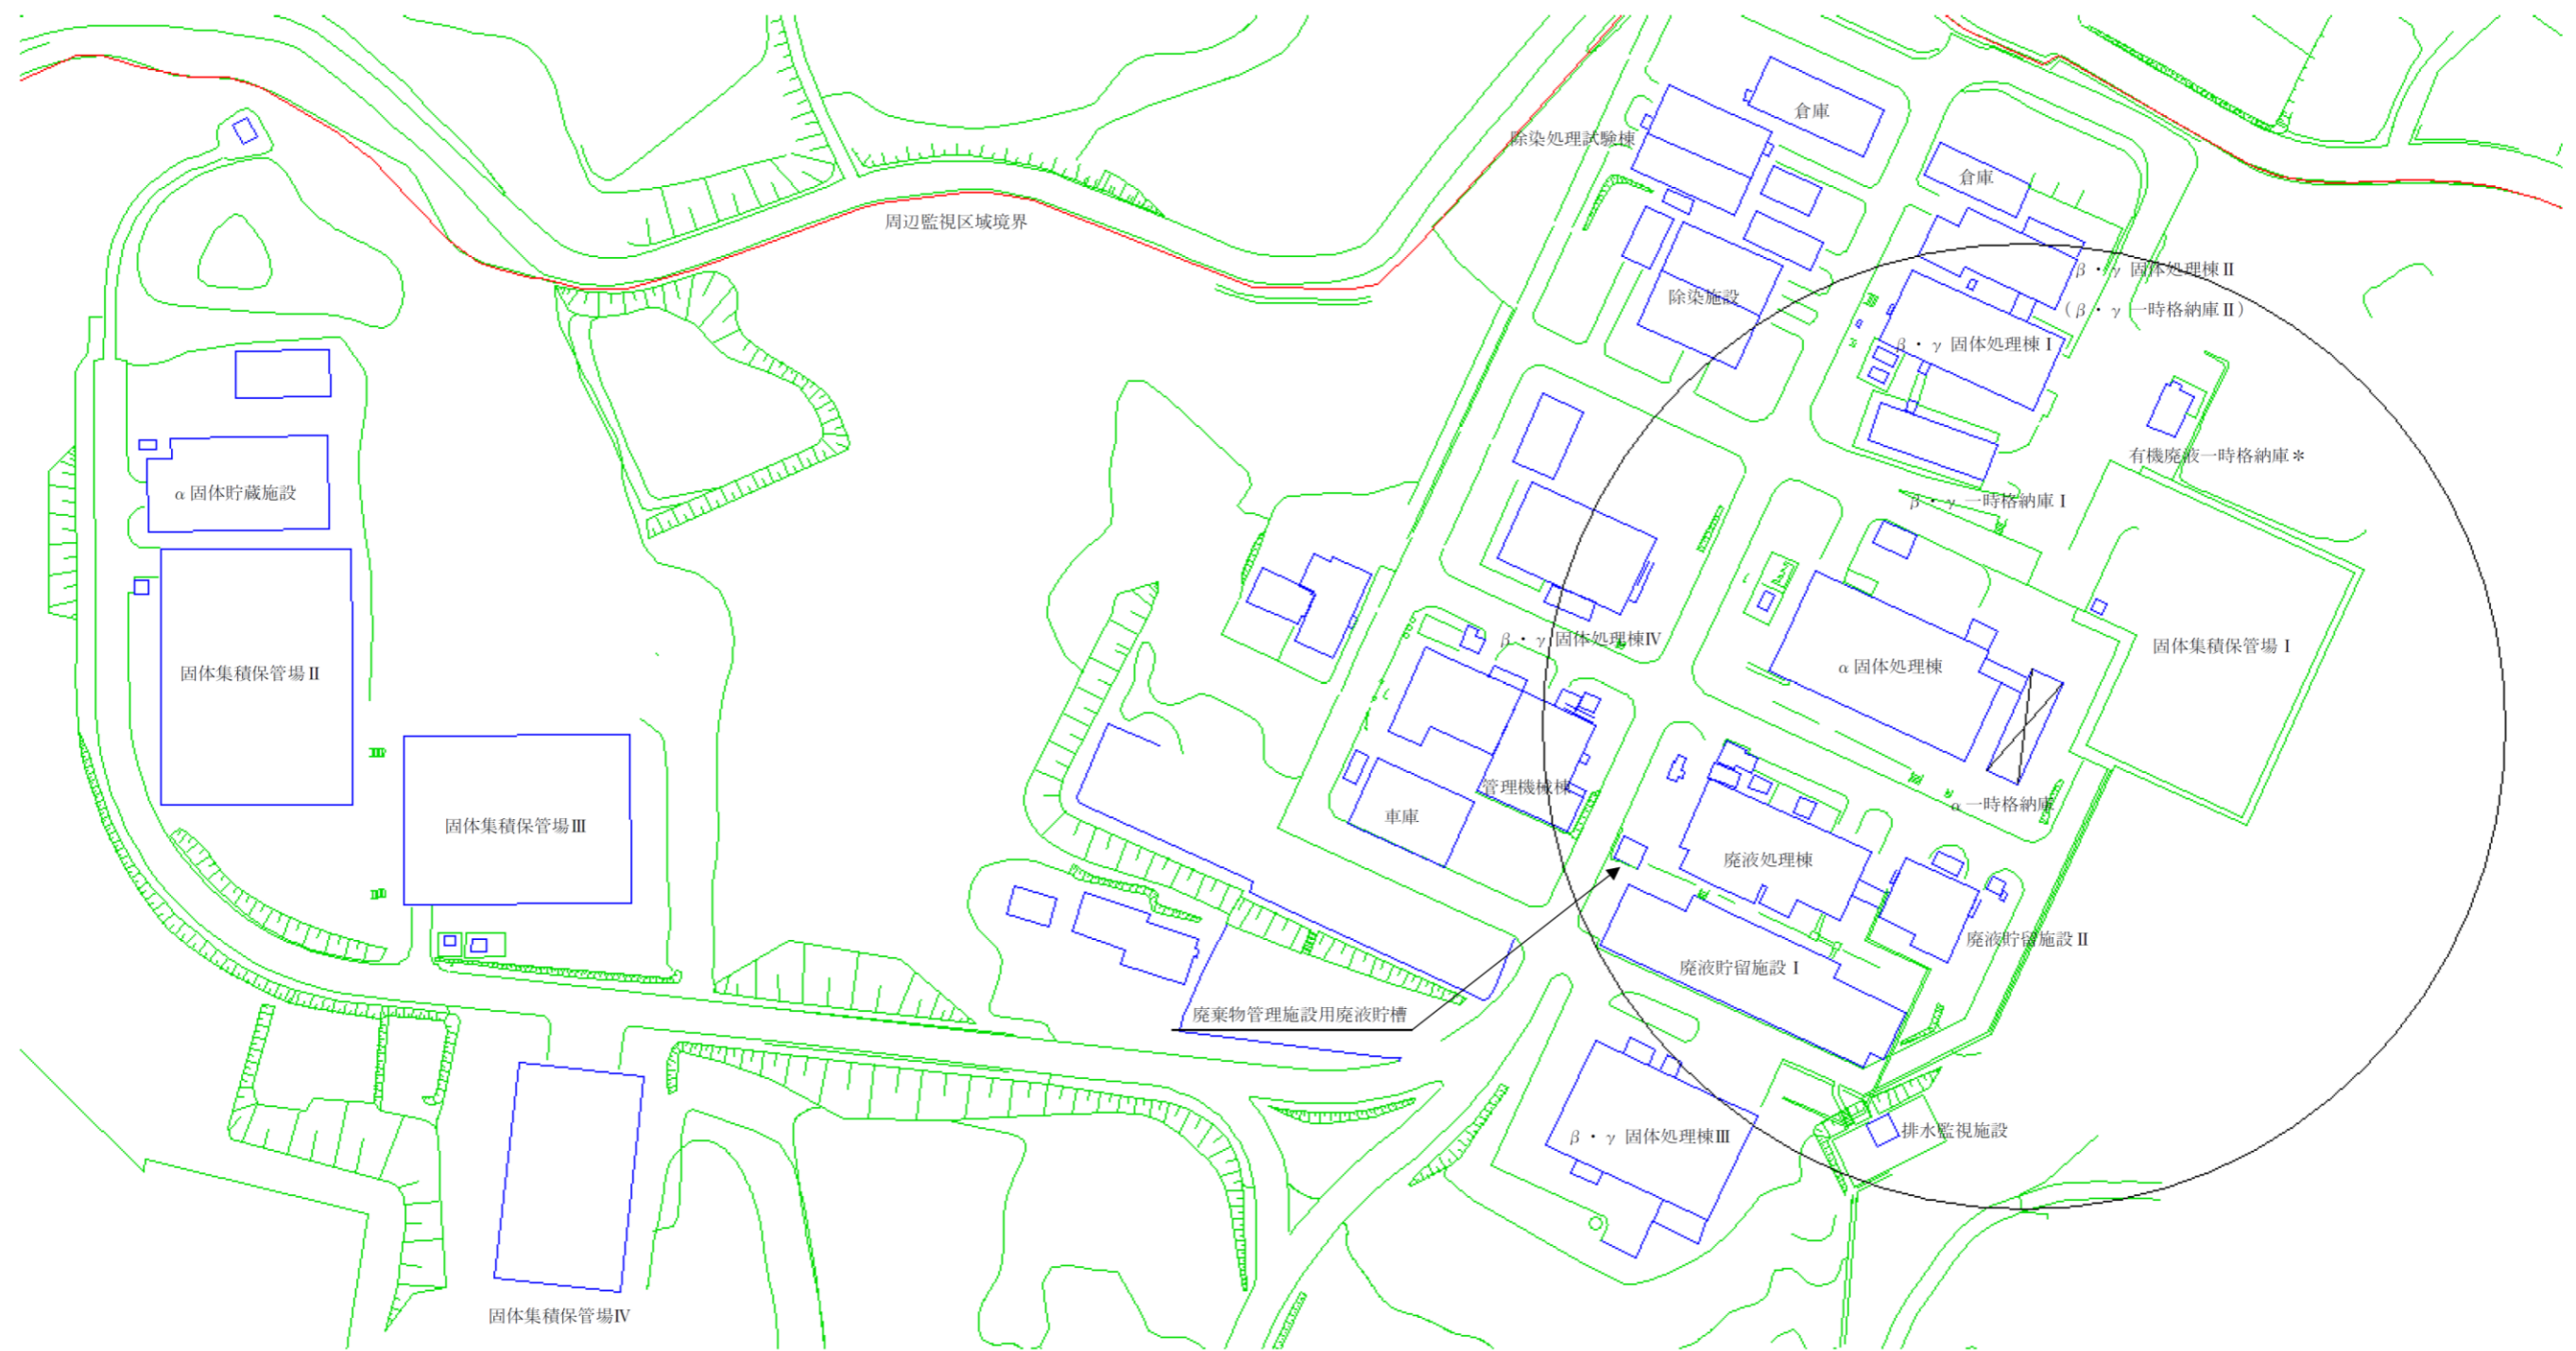 倉庫
除染処理試験棟
倉庫
周辺監視区域境界
β・γ 固体処理棟Ⅱ
(β・γ 一時格納庫Ⅱ)
除染施設
β・γ 固体処理棟Ⅰ
有機廃液一時格納庫*
α固体貯蔵施設
β・γ 一時格納庫Ⅰ
β・γ 固体処理棟Ⅳ
固体集積保管場Ⅰ
α固体処理棟
固体集積保管場Ⅱ
管理機械棟
α一時格納庫
車庫
固体集積保管場Ⅲ
廃液処理棟
廃液貯留施設Ⅱ
廃液貯留施設Ⅰ
廃棄物管理施設用廃液貯槽
排水監視施設
β・γ 固体処理棟Ⅲ
固体集積保管場Ⅳ